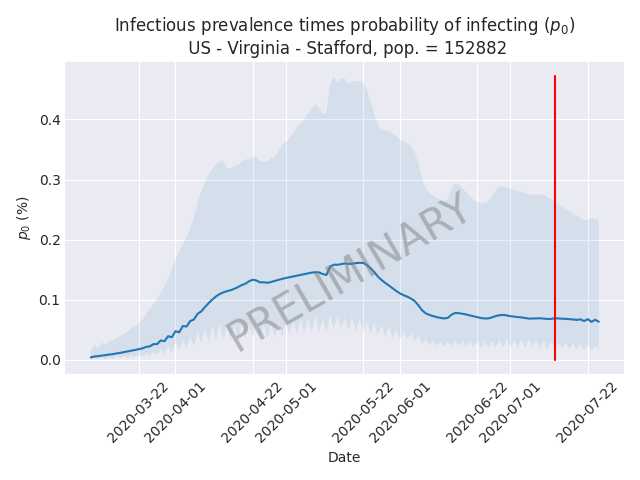 Infectious prevalence times probability of infecting (p₀)
US - Virginia - Stafford, pop. = 152882
p₀ (%)
0.4
0.3
0.2
0.1
0.0
PRELIMINARY
2020-03-22
2020-04-01
2020-04-22
2020-05-01
2020-05-22
2020-06-01
2020-06-22
2020-07-01
2020-07-22
Date